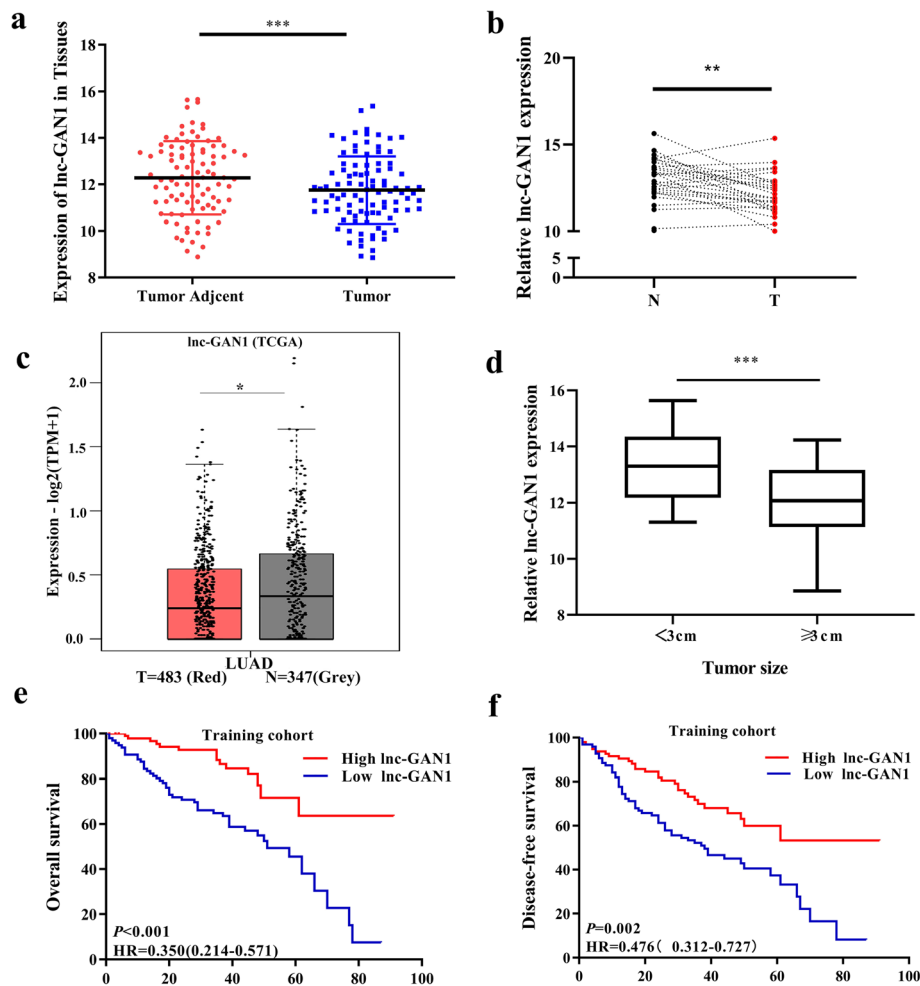 a
Expression of lnc-GAN1 in Tissues
***
18
16
14
12
10
8
Tumor Adjcent
Tumor
b
Relative lnc-GAN1 expression
**
20
15
10
5
0
N
T
c
lnc-GAN1 (TCGA)
*
Expression - log2(TPM+1)
2.0
1.5
1.0
0.5
0.0
LUAD
T=483 (Red)
N=347(Grey)
d
Relative lnc-GAN1 expression
***
16
14
12
10
8
<3cm
⩾3cm
Tumor size
e
Training cohort
High lnc-GAN1
Low lnc-GAN1
Overall survival
100
80
60
40
20
0
P<0.001
HR=0.350(0.214-0.571)
0
20
40
60
80
100
f
Training cohort
High lnc-GAN1
Low lnc-GAN1
Disease-free survival
100
80
60
40
20
0
P=0.002
HR=0.476( 0.312-0.727)
0
20
40
60
80
100